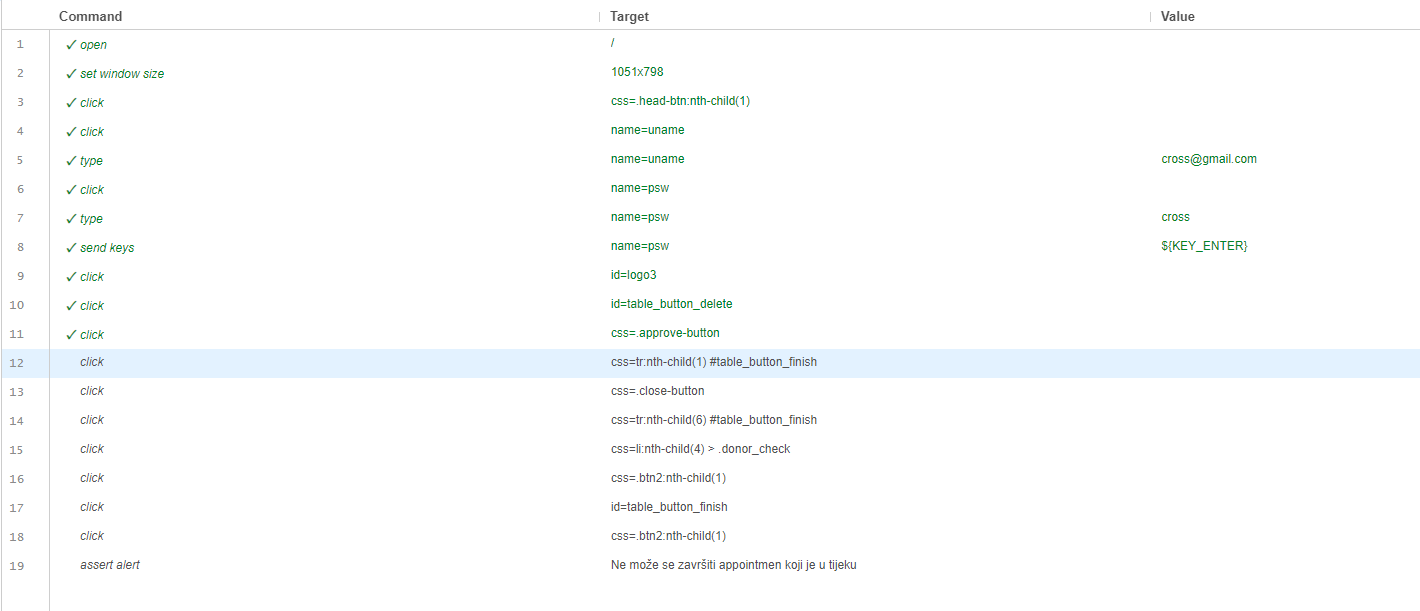 Command Target Value
1 ✓ open /
2 ✓ set window size 1051x798
3 ✓ click css=.head-btn:nth-child(1)
4 ✓ click name=uname
5 ✓ type name=uname cross@gmail.com
6 ✓ click name=psw
7 ✓ type name=psw cross
8 ✓ send keys name=psw ${KEY_ENTER}
9 ✓ click id=logo3
10 ✓ click id=table_button_delete
11 ✓ click css=.approve-button
12 click css=tr:nth-child(1) #table_button_finish
13 click css=.close-button
14 click css=tr:nth-child(6) #table_button_finish
15 click css=li:nth-child(4) > .donor_check
16 click css=.btn2:nth-child(1)
17 click id=table_button_finish
18 click css=.btn2:nth-child(1)
19 assert alert Ne može se završiti appointmen koji je u tijeku